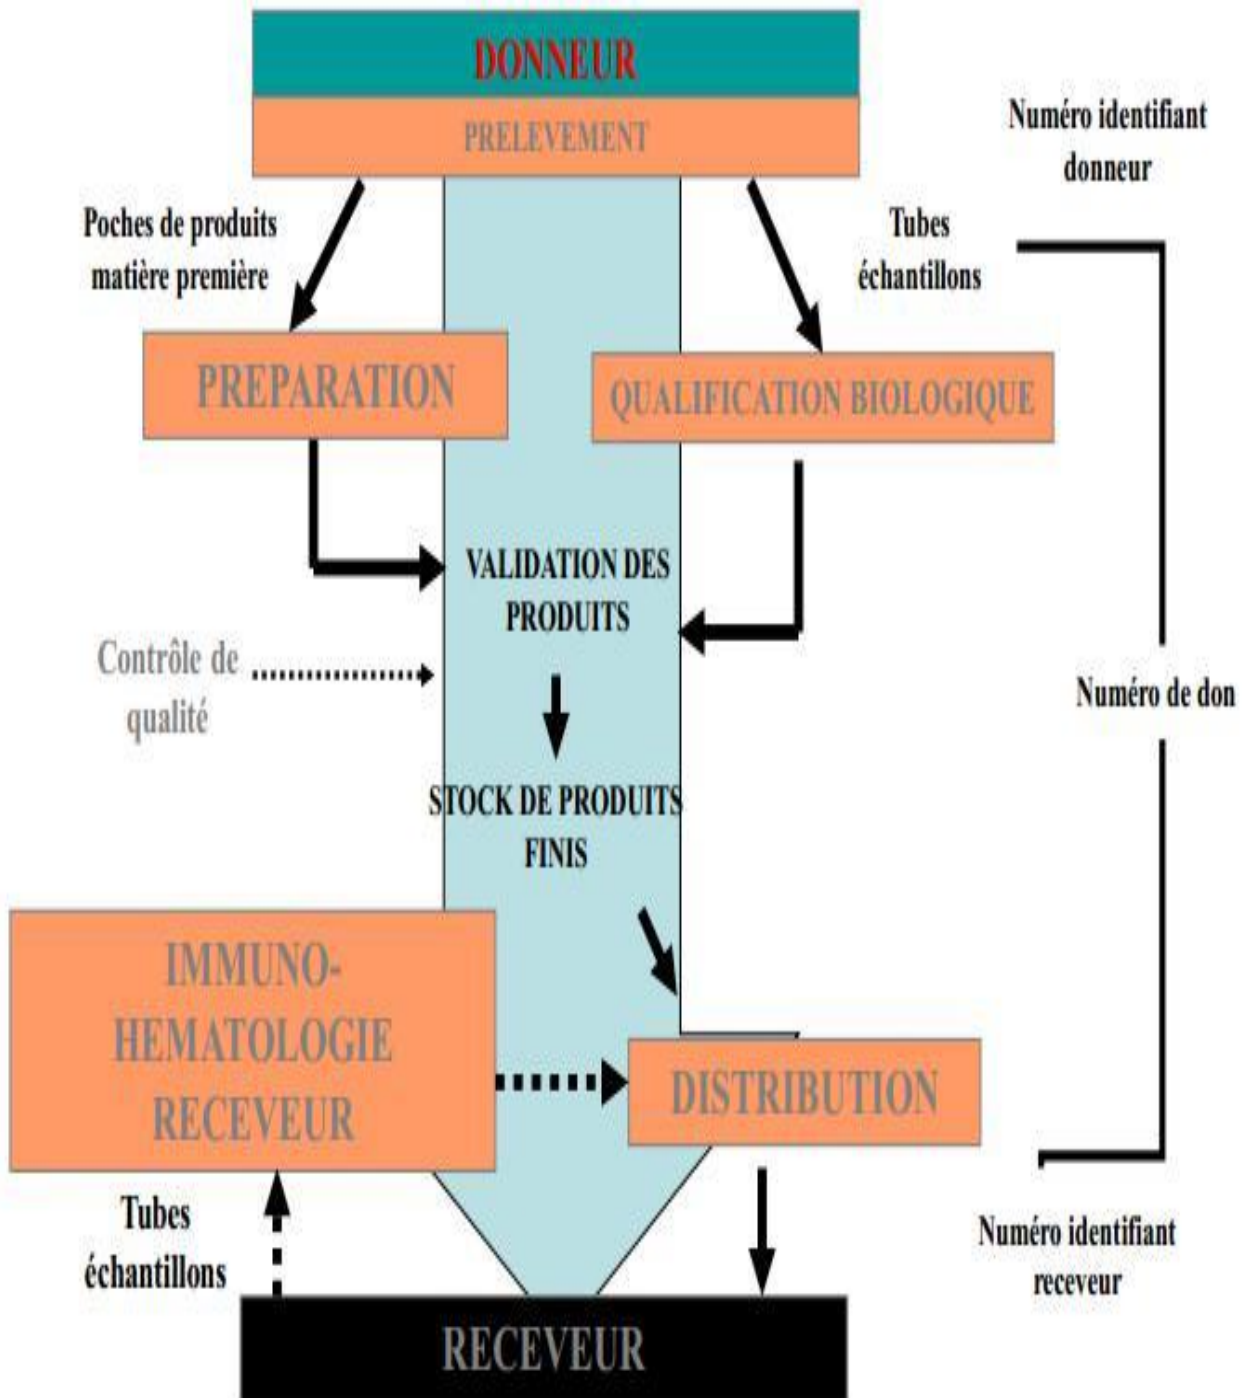 DONNEUR
PRELEVEMENT
Numéro identifiant
donneur
Poches de produits
matière première
Tubes
échantillons
PREPARATION
QUALIFICATION BIOLOGIQUE
VALIDATION DES
PRODUITS
Contrôle de
qualité
Numéro de don
STOCK DE PRODUITS
FINIS
IMMUNO-
HEMATOLOGIE
RECEVEUR
DISTRIBUTION
Tubes
échantillons
Numéro identifiant
receveur
RECEVEUR